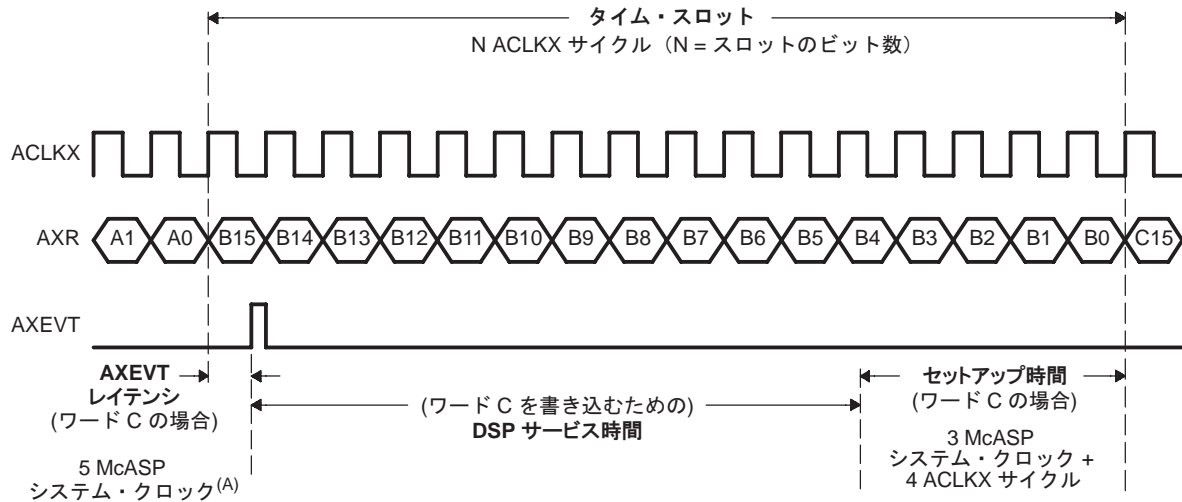 タイム・スロット
N ACLKX サイクル（N = スロットのビット数）
ACLKX
AXR
A1 A0 B15 B14 B13 B12 B11 B10 B9 B8 B7 B6 B5 B4 B3 B2 B1 B0 C15
AXEVT
AXEVT
レイテンシ
(ワード C の場合)
5 McASP
システム・クロック(A)
(ワード C を書き込むための)
DSP サービス時間
セットアップ時間
(ワード C の場合)
3 McASP
システム・クロック +
4 ACLKX サイクル